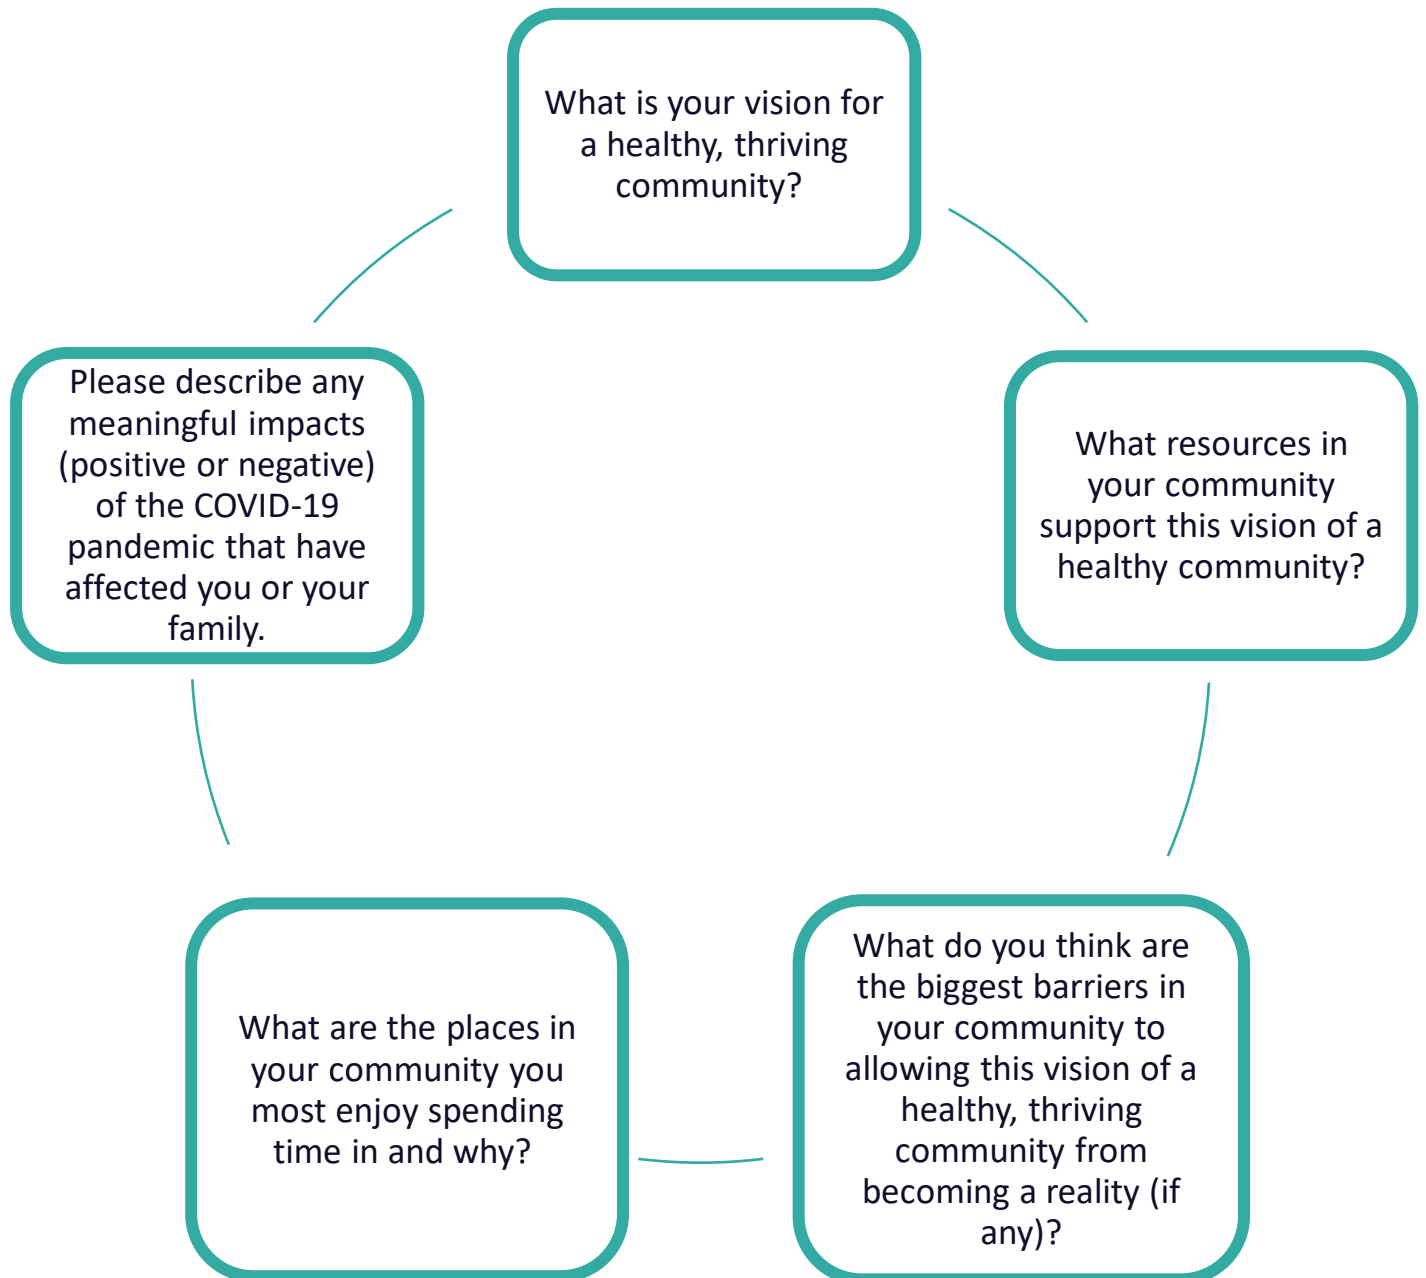 What is your vision for
a healthy, thriving
community?
What resources in
your community
support this vision of a
healthy community?
What do you think are
the biggest barriers in
your community to
allowing this vision of a
healthy, thriving
community from
becoming a reality (if
any)?
What are the places in
your community you
most enjoy spending
time in and why?
Please describe any
meaningful impacts
(positive or negative)
of the COVID-19
pandemic that have
affected you or your
family.